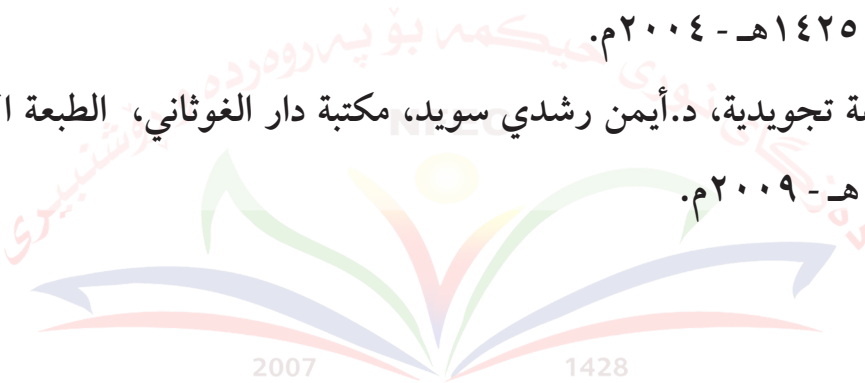 ١٤٢٥هـ - ٢٠٠٤م.
تجويدية، د.أيمن رشدي سويد، مكتبة دار الغوثاني، الطبعة
هـ - ٢٠٠٩م.
2007 1428